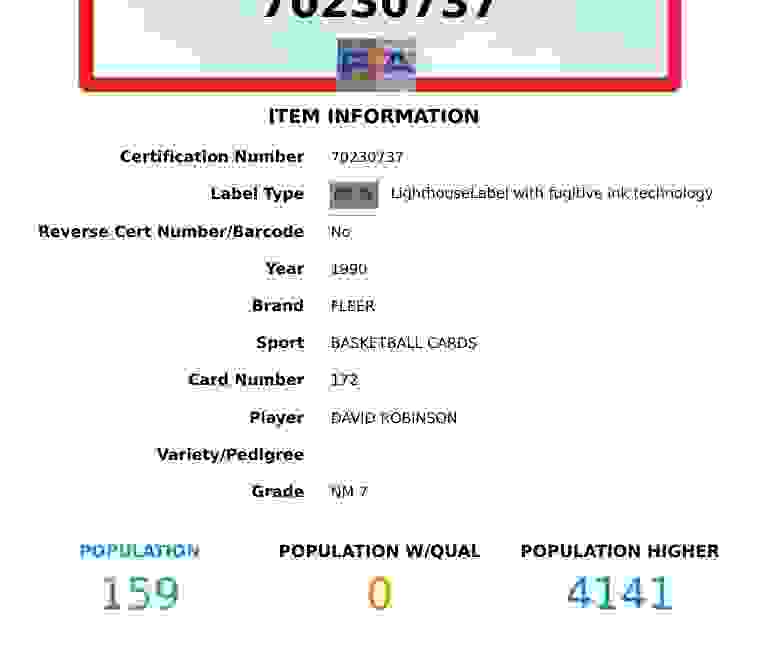 70230737
PSA
ITEM INFORMATION
Certification Number 70230737
Label Type LighthouseLabel with fugitive ink technology
Reverse Cert Number/Barcode No
Year 1990
Brand FLEER
Sport BASKETBALL CARDS
Card Number 172
Player DAVID ROBINSON
Variety/Pedigree
Grade NM 7
POPULATION POPULATION W/QUAL POPULATION HIGHER
159 0 4141